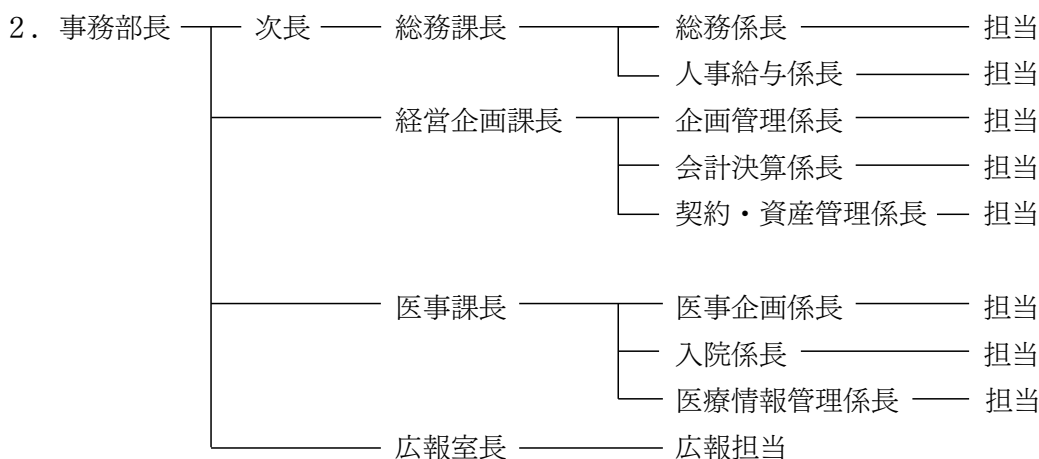 2．事務部長 次長 総務課長 総務係長 担当
人事給与係長 担当
経営企画課長 企画管理係長 担当
会計決算係長 担当
契約・資産管理係長 担当
医事課長 医事企画係長 担当
入院係長 担当
医療情報管理係長 担当
広報室長 広報担当